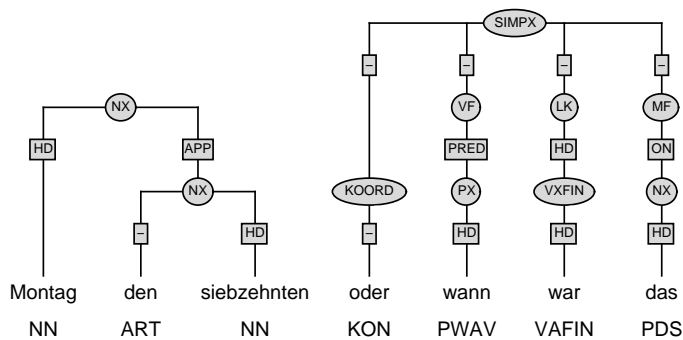 SIMPX
– – – –
NX VF LK MF
HD APP PRED HD ON
NX KOORD PX VXFIN NX
– HD – HD HD HD
Montag den siebzehnten oder wann war das
NN ART NN KON PWAV VAFIN PDS